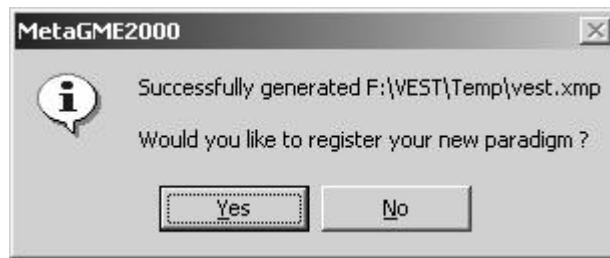 MetaGME2000
Successfully generated F:\VEST\Temp\vest.xmp
Would you like to register your new paradigm ?
Yes
No